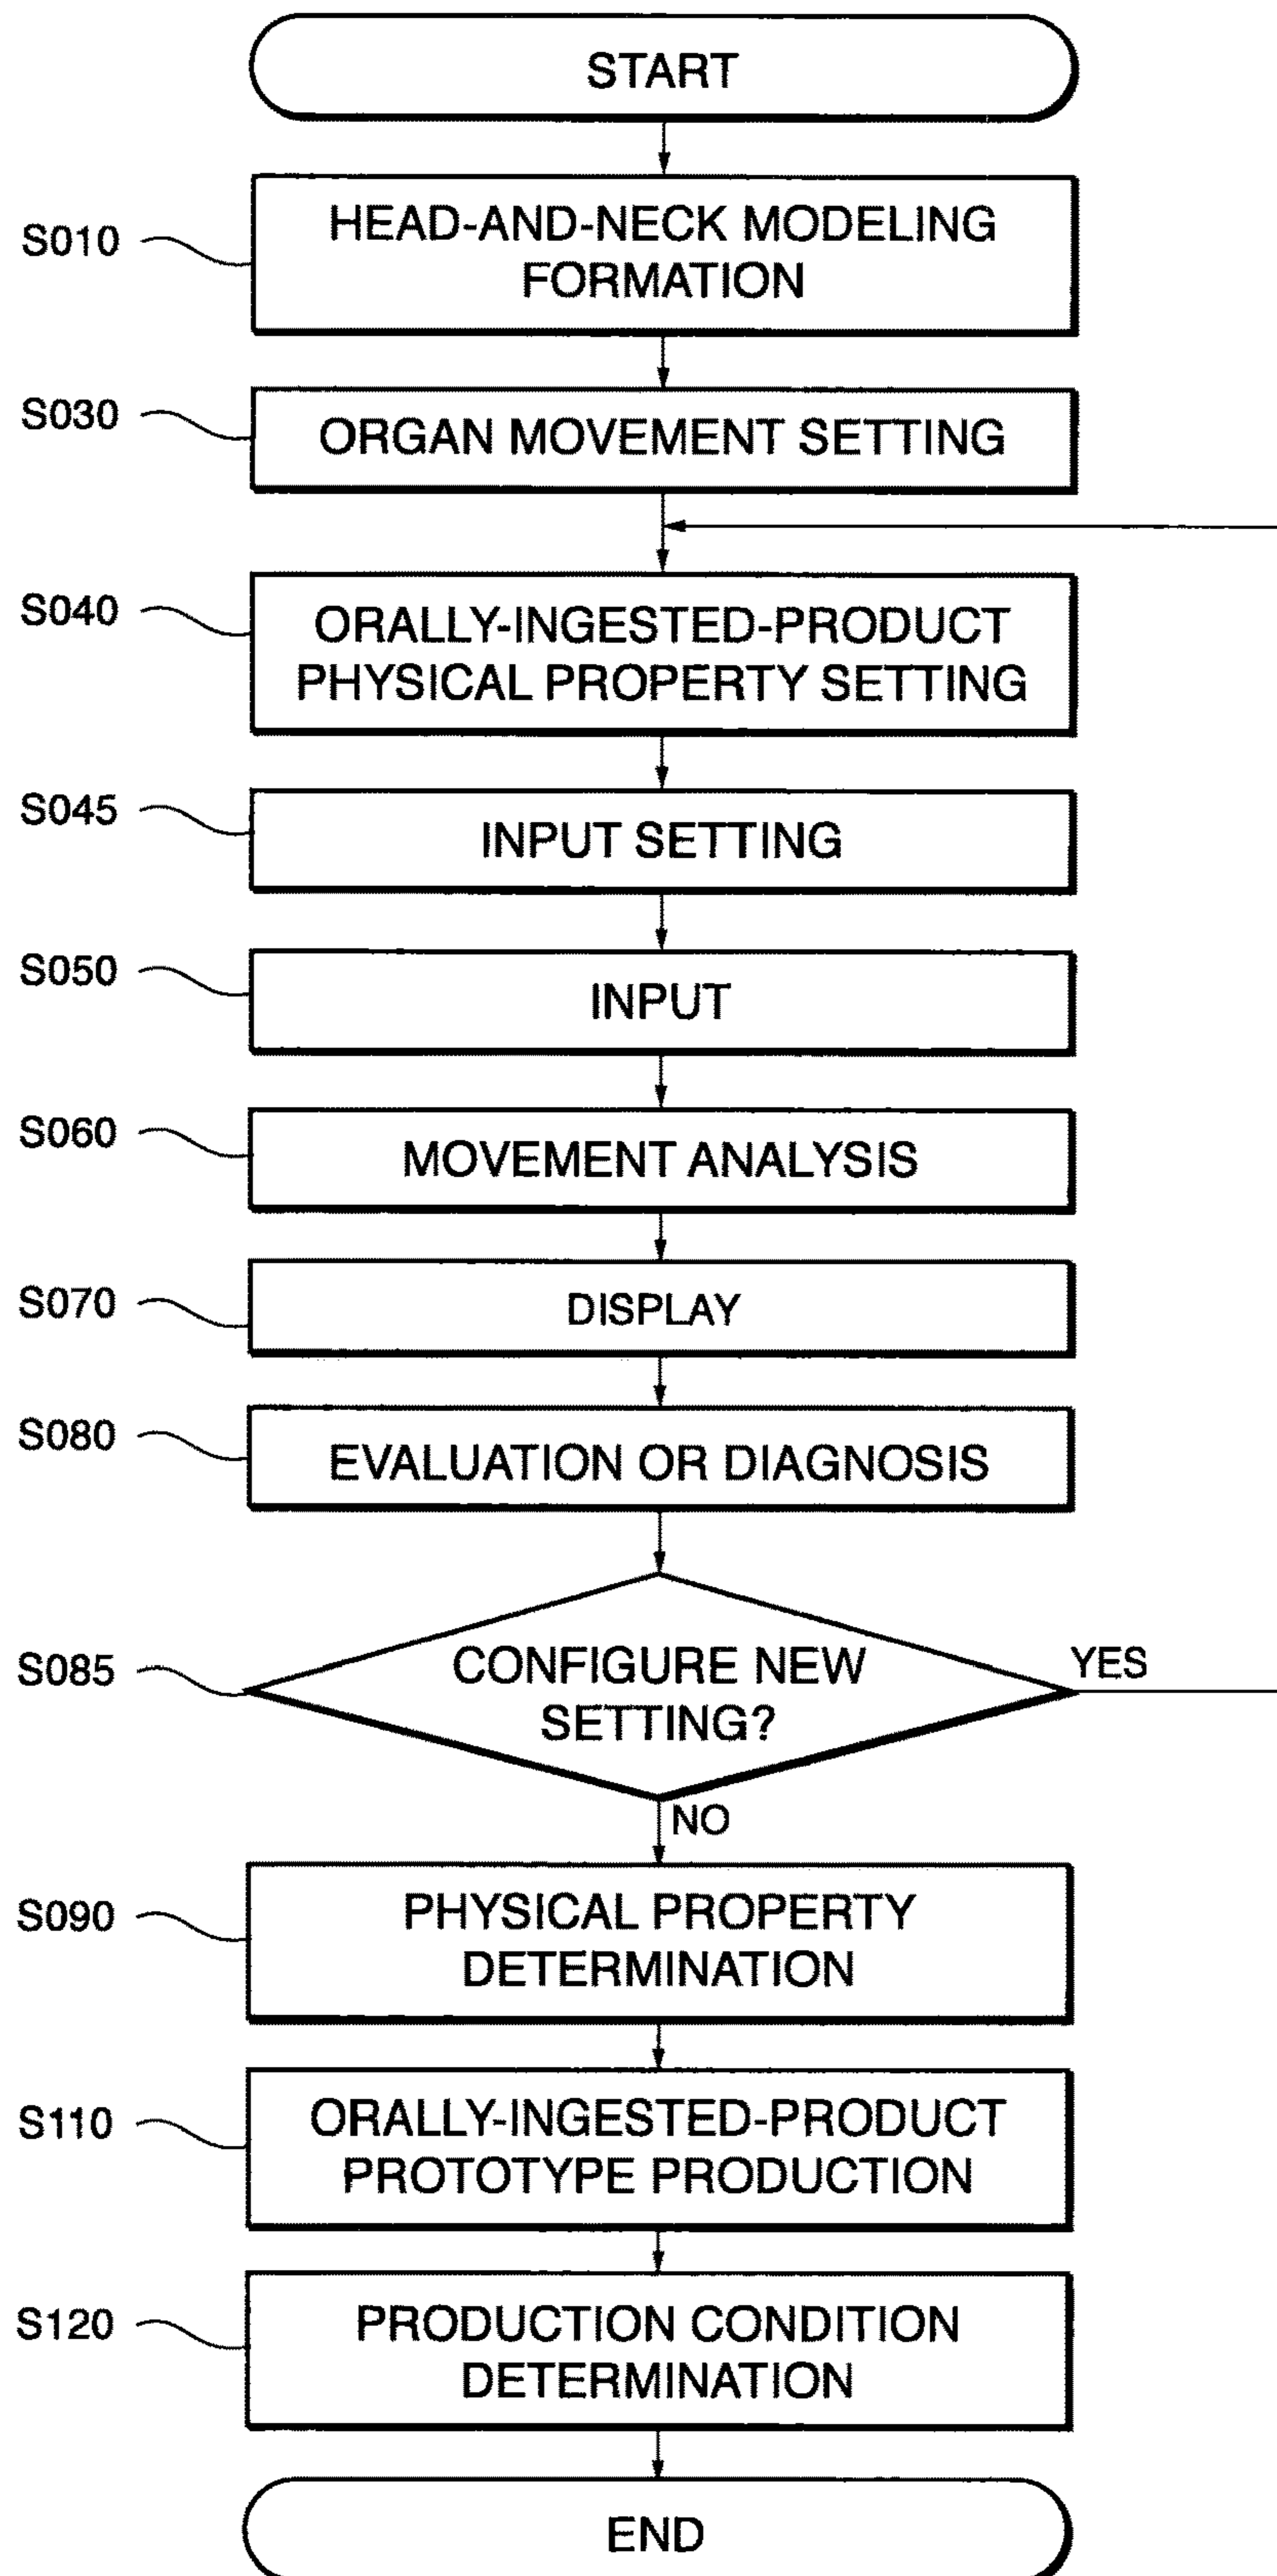 START
S010
HEAD-AND-NECK MODELING
FORMATION
S030
ORGAN MOVEMENT SETTING
S040
ORALLY-INGESTED-PRODUCT
PHYSICAL PROPERTY SETTING
S045
INPUT SETTING
S050
INPUT
S060
MOVEMENT ANALYSIS
S070
DISPLAY
S080
EVALUATION OR DIAGNOSIS
S085
CONFIGURE NEW
SETTING?
YES
NO
S090
PHYSICAL PROPERTY
DETERMINATION
S110
ORALLY-INGESTED-PRODUCT
PROTOTYPE PRODUCTION
S120
PRODUCTION CONDITION
DETERMINATION
END